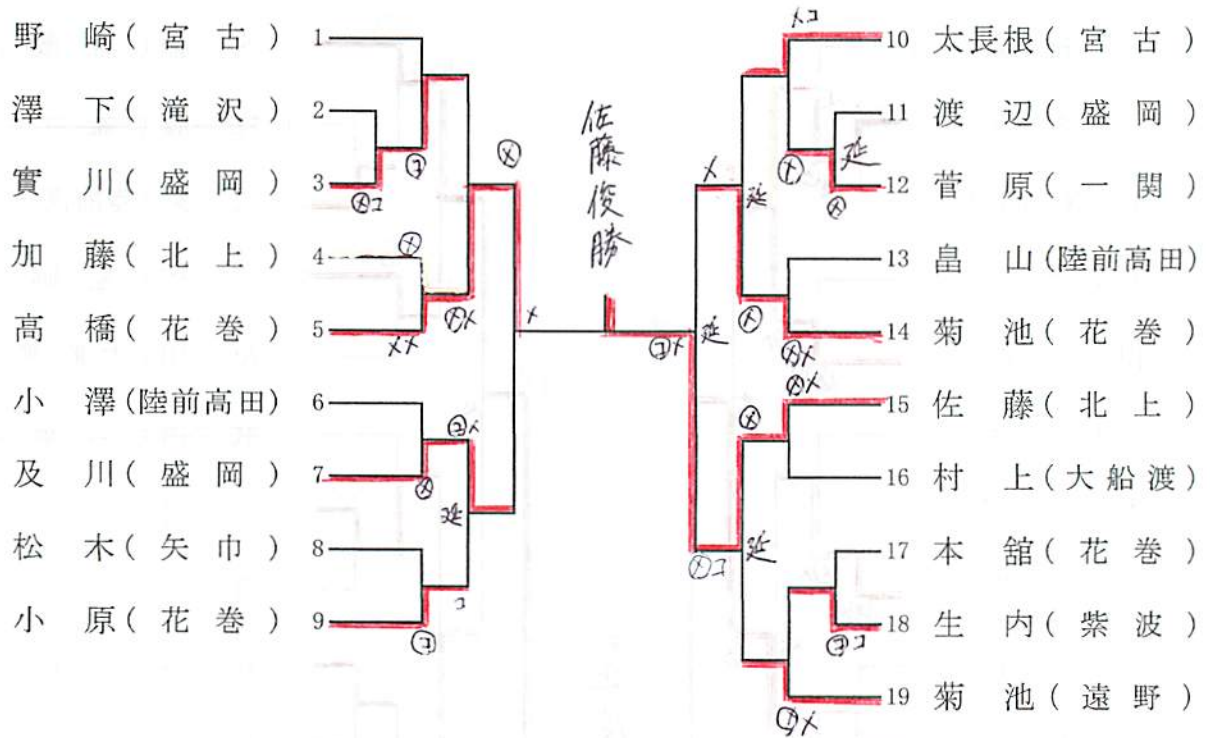 野崎(宮古) 1
澤下(滝沢) 2
實川(盛岡) 3
加藤(北上) 4
高橋(花巻) 5
小澤(陸前高田) 6
及川(盛岡) 7
松木(矢巾) 8
小原(花巻) 9
佐藤俊勝
10 太長根(宮古)
11 渡辺(盛岡)
12 菅原(一関)
13 畠山(陸前高田)
14 菊池(花巻)
15 佐藤(北上)
16 村上(大船渡)
17 本舘(花巻)
18 生内(紫波)
19 菊池(遠野)
延
延
延
延
延